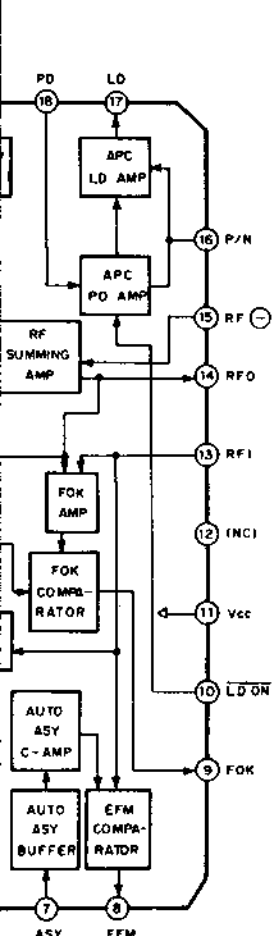 PD LD
18 17
APC
LD AMP
16 P/N
APC
PD AMP
15 RF −
RF
SUMMING
AMP
14 RFO
13 RFI
FOK
AMP
12 (NC)
FOK
COMPA-
RATOR
11 Vcc
10 LD ON
AUTO
ASY
C-AMP
9 FOK
AUTO
ASY
BUFFER
EFM
COMPA-
RATOR
7 8
ASY EFM